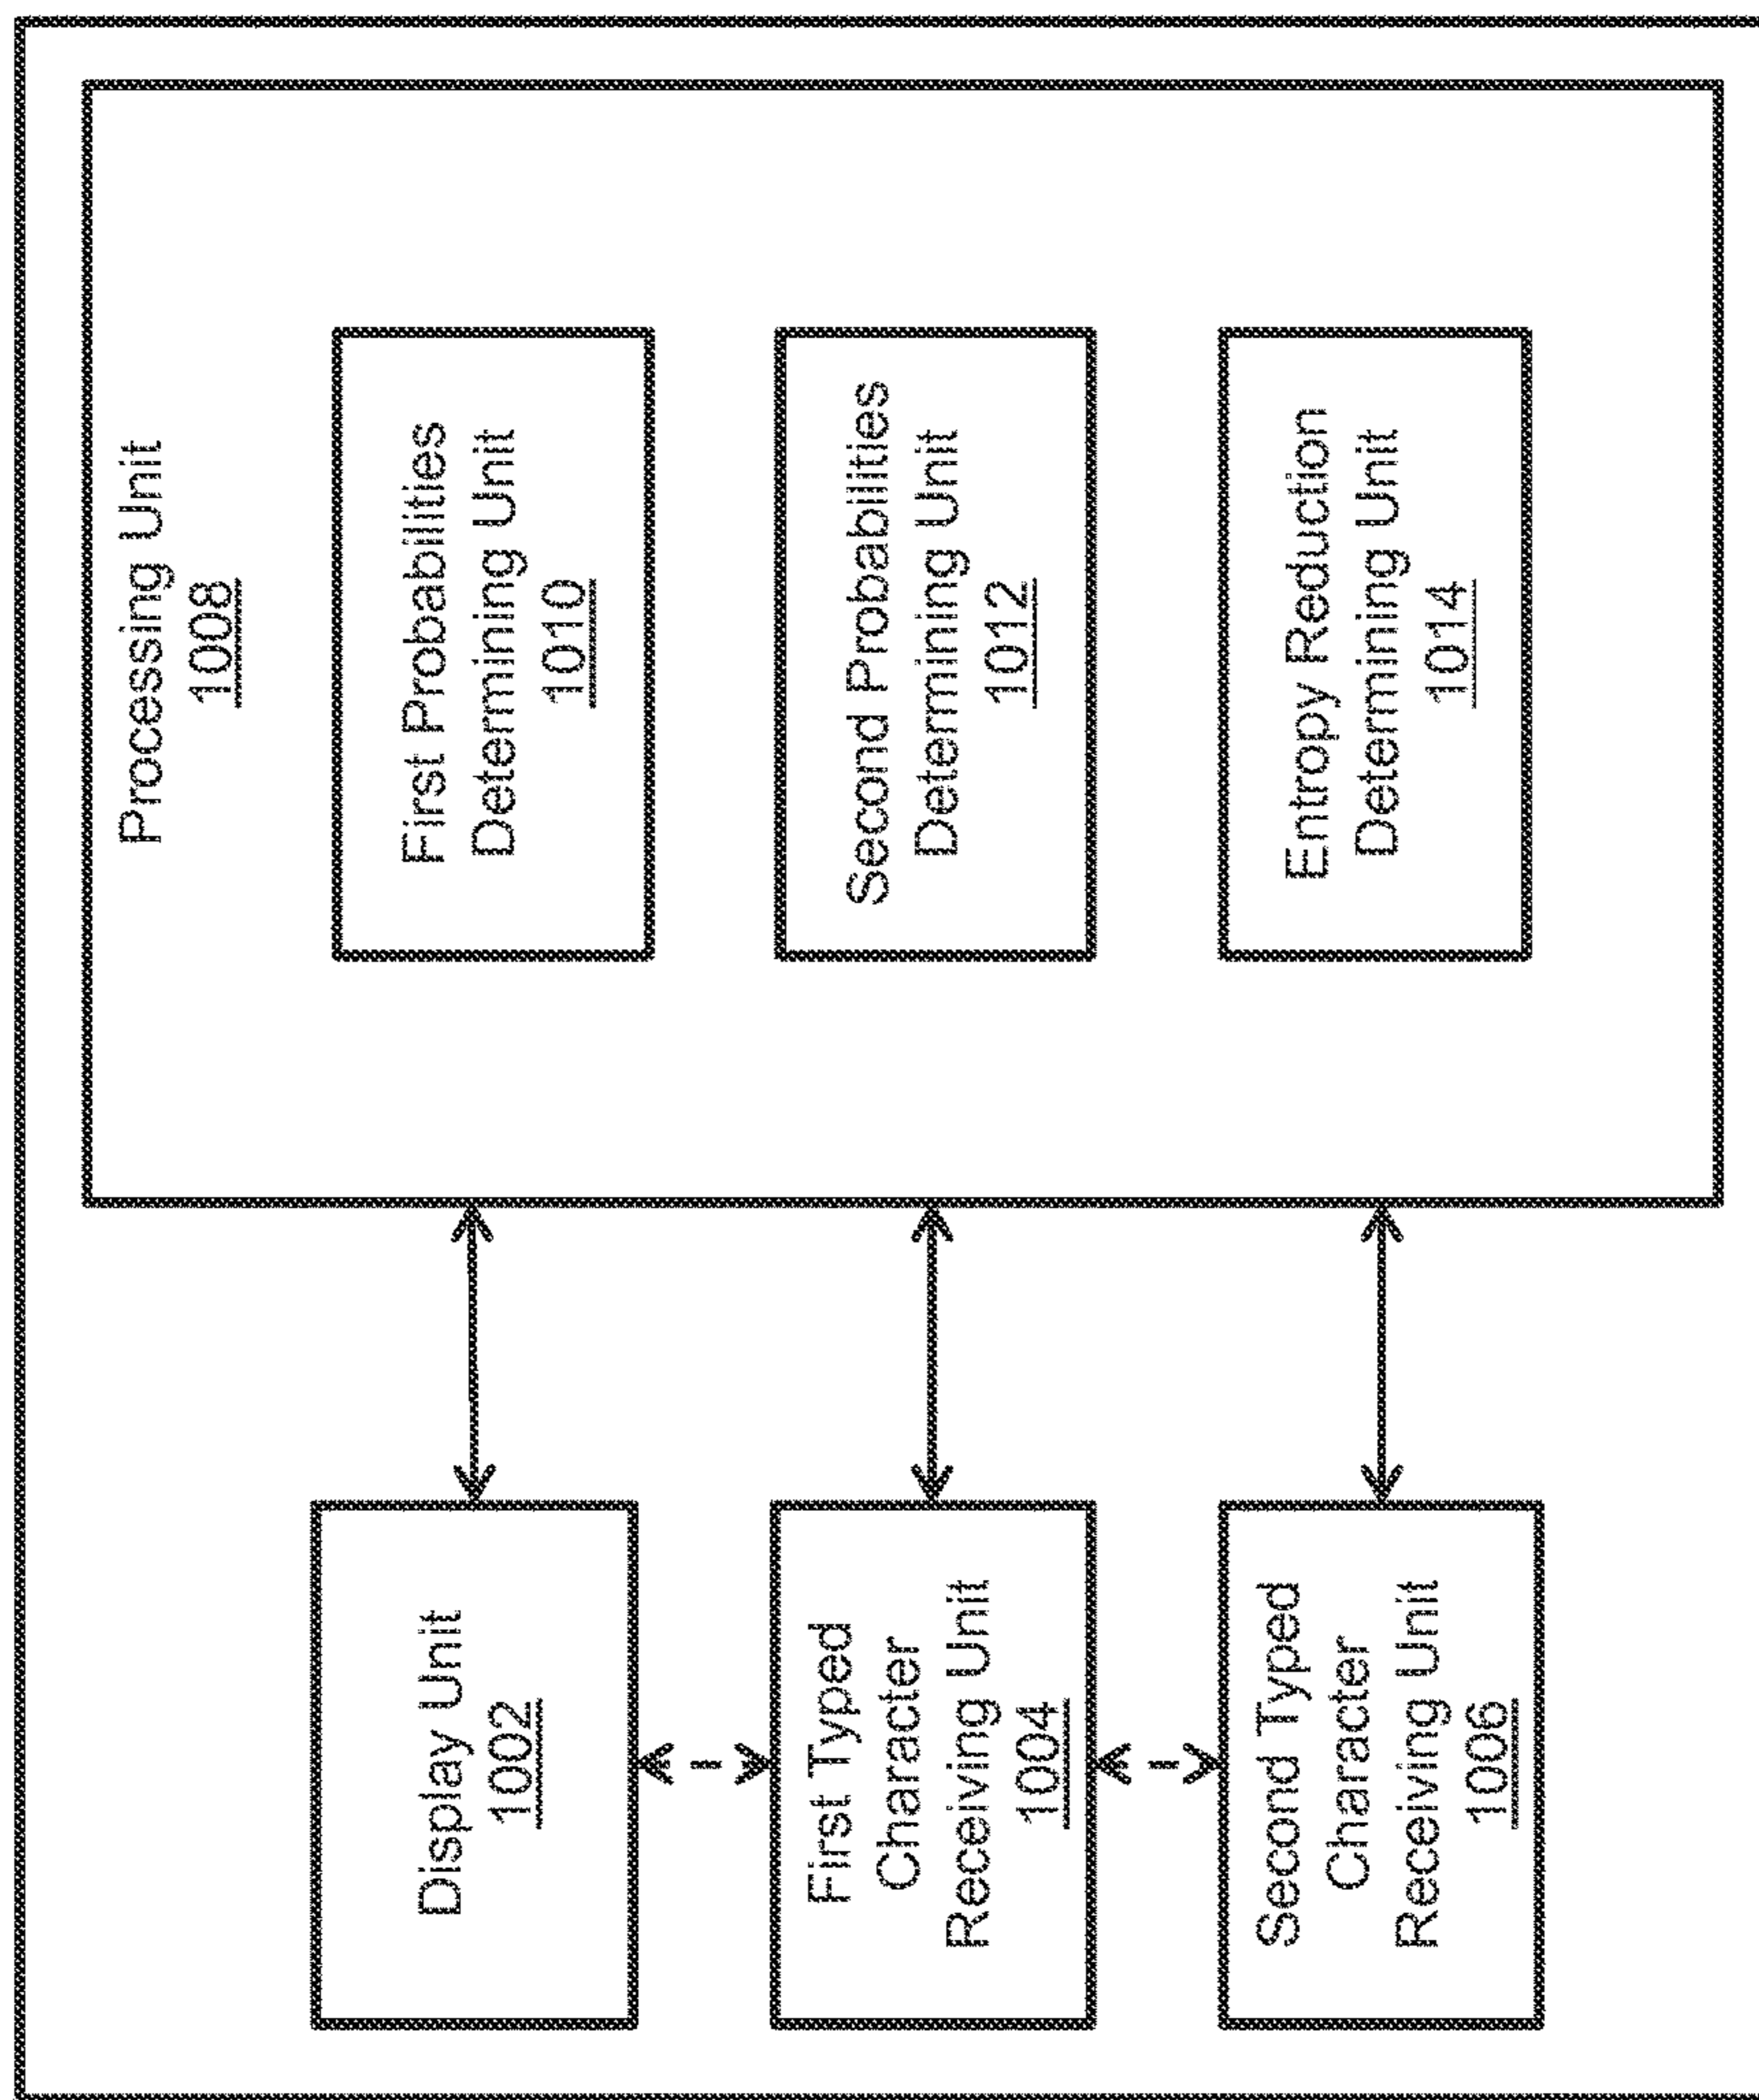 Display Unit
1002
First Typed
Character
Receiving Unit
1004
Second Typed
Character
Receiving Unit
1006
Processing Unit
1008
First Probabilities
Determining Unit
1010
Second Probabilities
Determining Unit
1012
Entropy Reduction
Determining Unit
1014